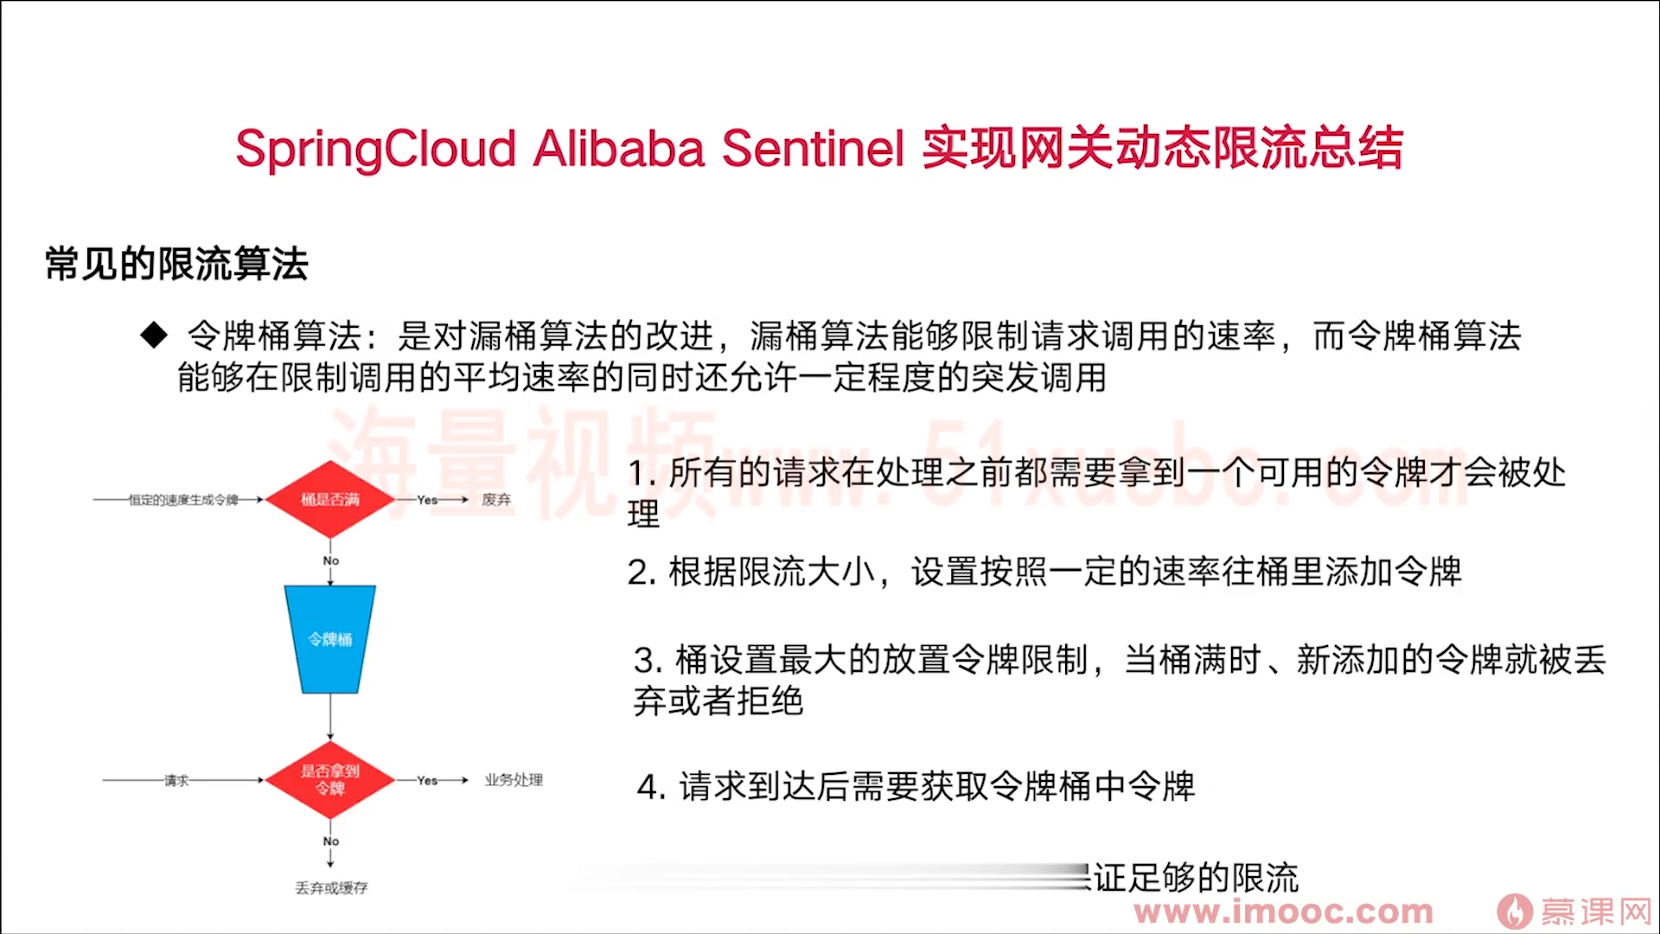 SpringCloud Alibaba Sentinel 实现网关动态限流总结
常见的限流算法
◆ 令牌桶算法：是对漏桶算法的改进，漏桶算法能够限制请求调用的速率，而令牌桶算法
能够在限制调用的平均速率的同时还允许一定程度的突发调用
海量视频www.51xuebc.com
恒定的速度生成令牌
桶是否满
Yes
废弃
No
令牌桶
请求
是否拿到
令牌
Yes
业务处理
No
丢弃或缓存
1. 所有的请求在处理之前都需要拿到一个可用的令牌才会被处
理
2. 根据限流大小，设置按照一定的速率往桶里添加令牌
3. 桶设置最大的放置令牌限制，当桶满时、新添加的令牌就被丢
弃或者拒绝
4. 请求到达后需要获取令牌桶中令牌
证足够的限流
www.imooc.com
慕课网